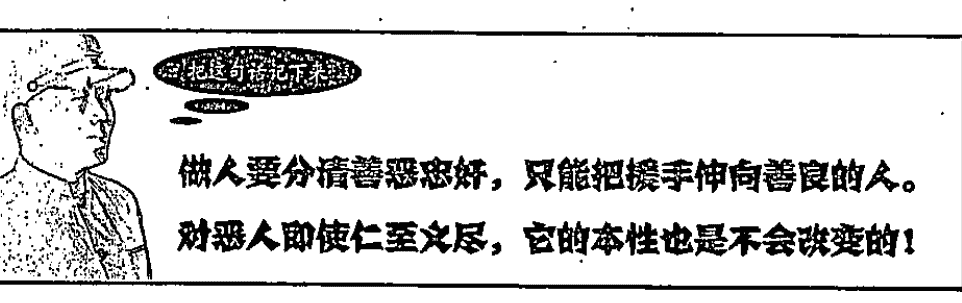 把这句话记下来
做人要分清善恶忠奸，只能把援手伸向善良的人。
对恶人即使仁至义尽，它的本性也是不会改变的！